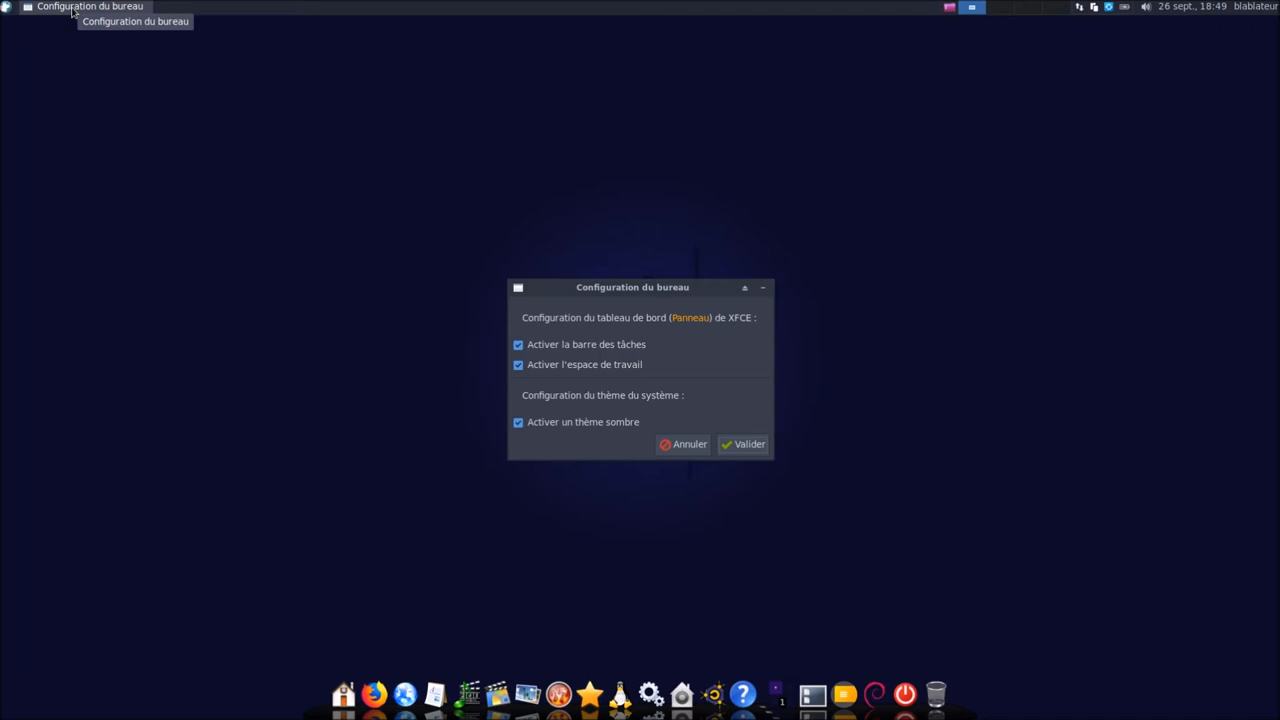 Configuration du bureau
26 sept., 18:49
blablateur
Configuration du bureau
Configuration du bureau
Configuration du tableau de bord (Panneau) de XFCE :
Activer la barre des tâches
Activer l'espace de travail
Configuration du thème du système :
Activer un thème sombre
Annuler
Valider
1